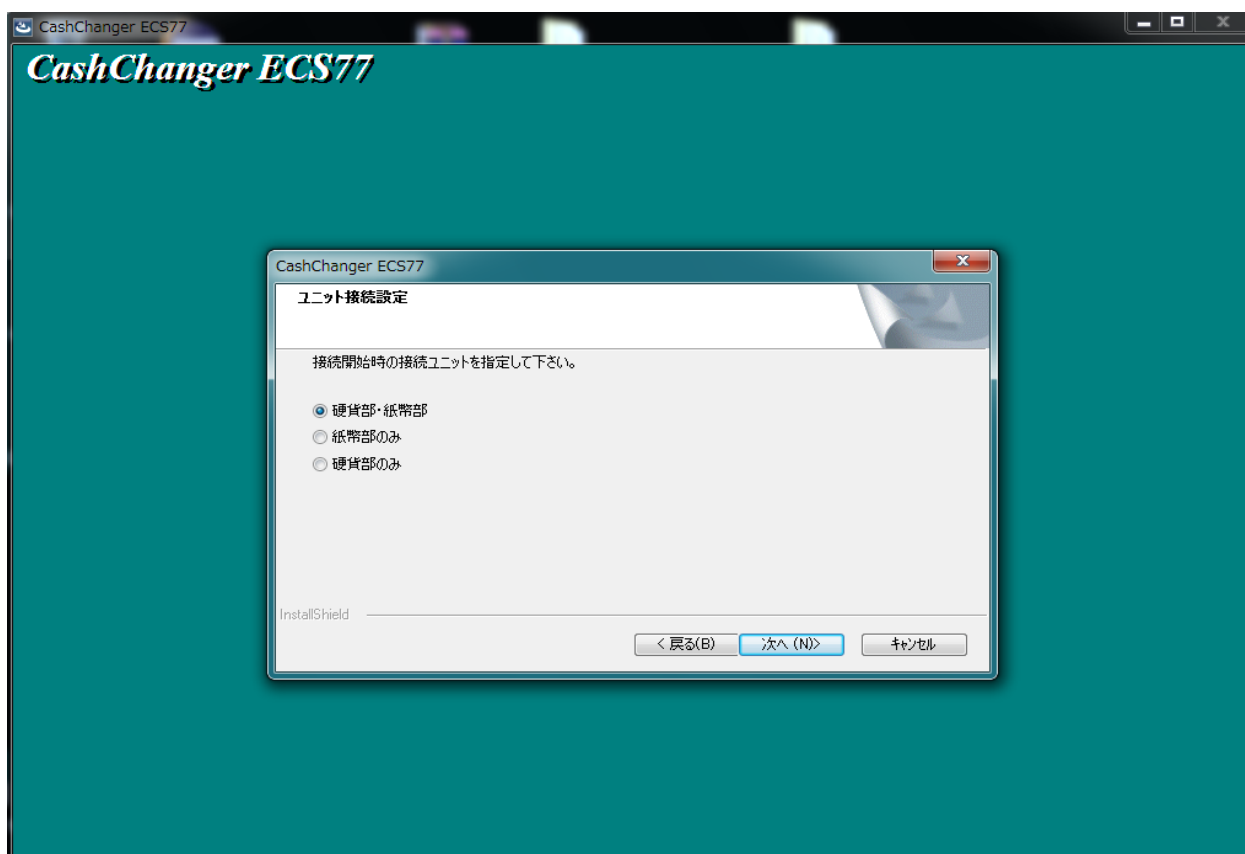 CashChanger ECS77
CashChanger ECS77
CashChanger ECS77
ユニット接続設定
接続開始時の接続ユニットを指定して下さい。
硬貨部・紙幣部
紙幣部のみ
硬貨部のみ
InstallShield
< 戻る(B)
次へ (N)>
キャンセル